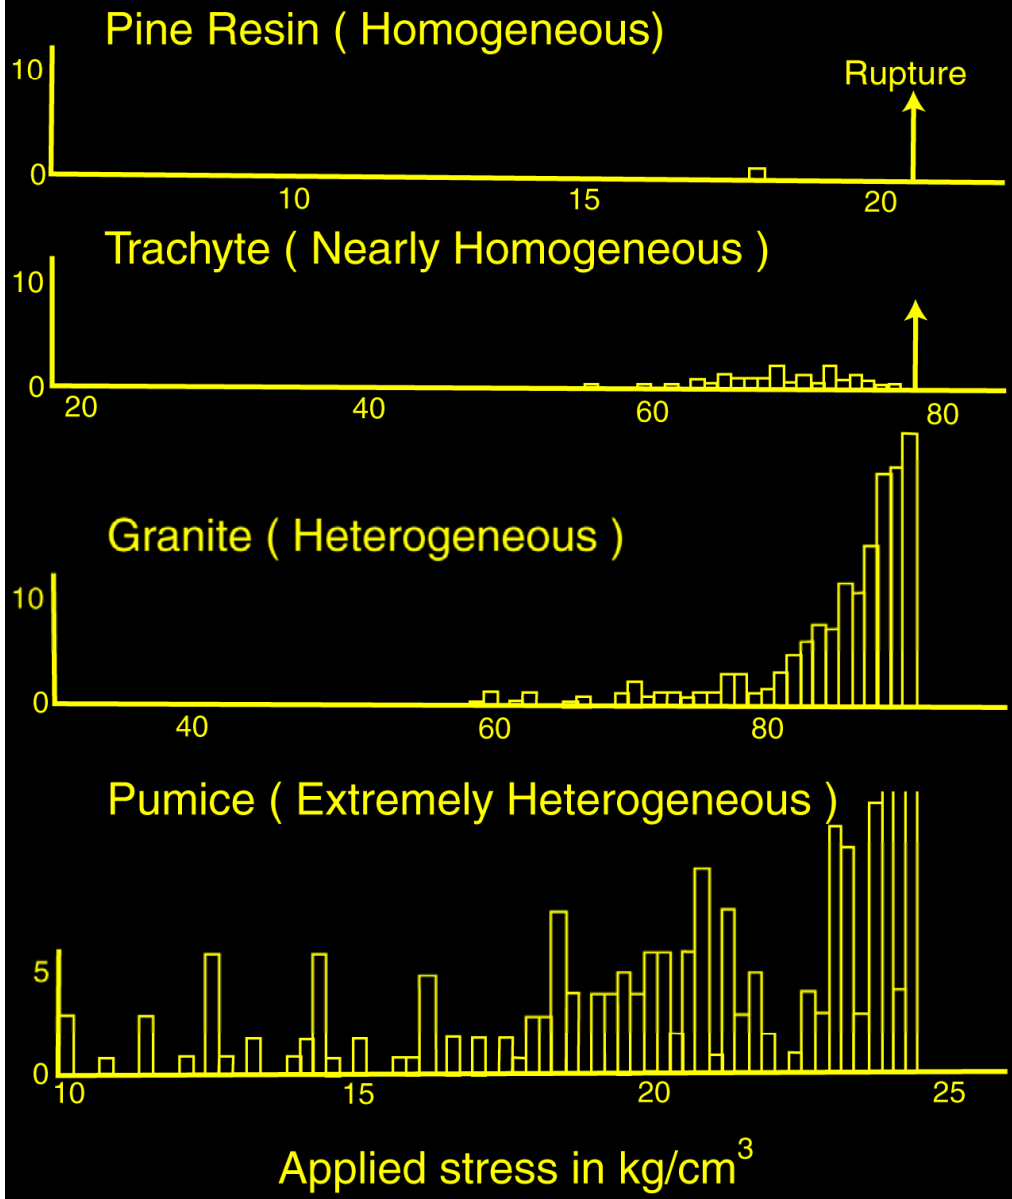 Pine Resin ( Homogeneous)
10
Rupture
0
10 15 20
Trachyte ( Nearly Homogeneous )
10
0
20 40 60 80
Granite ( Heterogeneous )
10
0
40 60 80
Pumice ( Extremely Heterogeneous )
5
0
10 15 20 25
Applied stress in kg/cm³